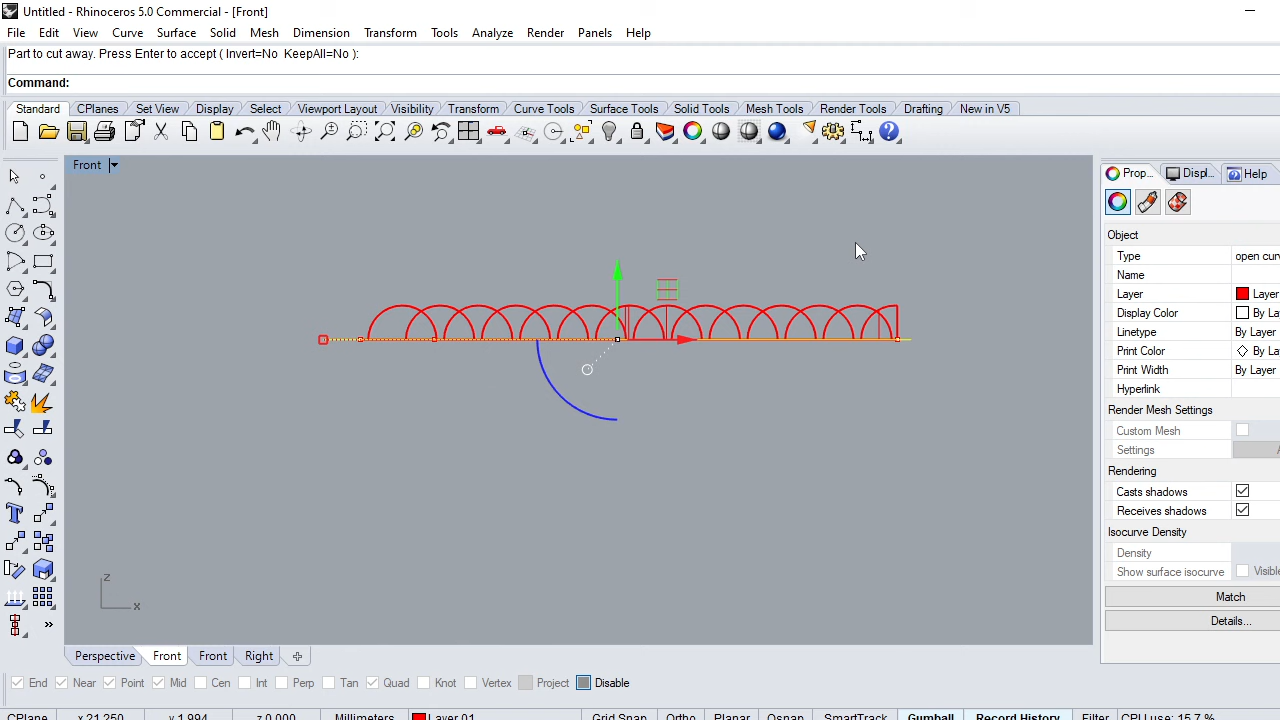 Untitled - Rhinoceros 5.0 Commercial - [Front]
File Edit View Curve Surface Solid Mesh Dimension Transform Tools Analyze Render Panels Help
Part to cut away. Press Enter to accept ( Invert=No KeepAll=No ):
Command:
Standard CPlanes Set View Display Select Viewport Layout Visibility Transform Curve Tools Surface Tools Solid Tools Mesh Tools Render Tools Drafting New in V5
Front
Prop... Displ... Help
Object
Type open cur
Name
Layer Layer
Display Color By La
Linetype By Layer
Print Color By La
Print Width By Layer
Hyperlink
Render Mesh Settings
Custom Mesh
Settings
Rendering
Casts shadows
Receives shadows
Isocurve Density
Density
Show surface isocurve Visible
Match
Details...
z
x
Perspective Front Front Right
End Near Point Mid Cen Int Perp Tan Quad Knot Vertex Project Disable
CPlane x 21.250 y 1.994 z 0.000 Millimeters Layer 01 Grid Snap Ortho Planar Osnap SmartTrack Gumball Record History Filter CPU use: 15.7 %